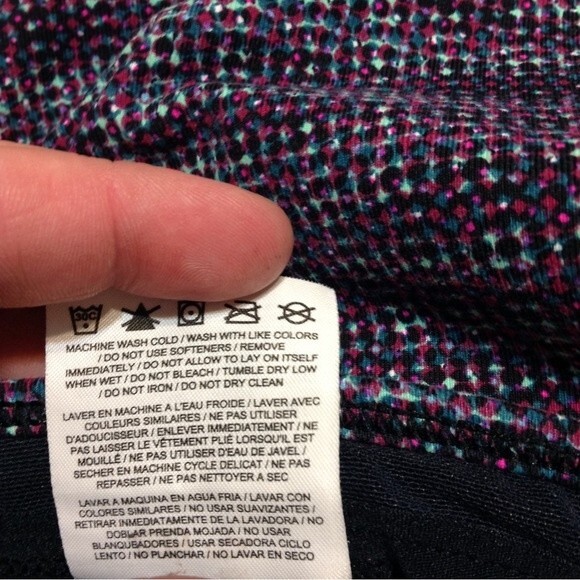 30C
MACHINE WASH COLD / WASH WITH LIKE COLORS
/ DO NOT USE SOFTENERS / REMOVE
IMMEDIATELY / DO NOT ALLOW TO LAY ON ITSELF
WHEN WET / DO NOT BLEACH / TUMBLE DRY LOW
/ DO NOT IRON / DO NOT DRY CLEAN
LAVER EN MACHINE À L'EAU FROIDE / LAVER AVEC
COULEURS SIMILAIRES / NE PAS UTILISER
D'ADOUCISSEUR / ENLEVER IMMEDIATEMENT / NE
PAS LAISSER LE VÊTEMENT PLIÉ LORSQU'IL EST
MOUILLÉ / NE PAS UTILISER D'EAU DE JAVEL /
SECHER EN MACHINE CYCLE DELICAT / NE PAS
REPASSER / NE PAS NETTOYER A SEC
LAVAR A MAQUINA EN AGUA FRIA / LAVAR CON
COLORES SIMILARES / NO USAR SUAVIZANTES /
RETIRAR INMEDIATAMENTE DE LA LAVADORA / NO
DOBLAR PRENDA MOJADA / NO USAR
BLANQUEADORES / USAR SECADORA CICLO
LENTO / NO PLANCHAR / NO LAVAR EN SECO